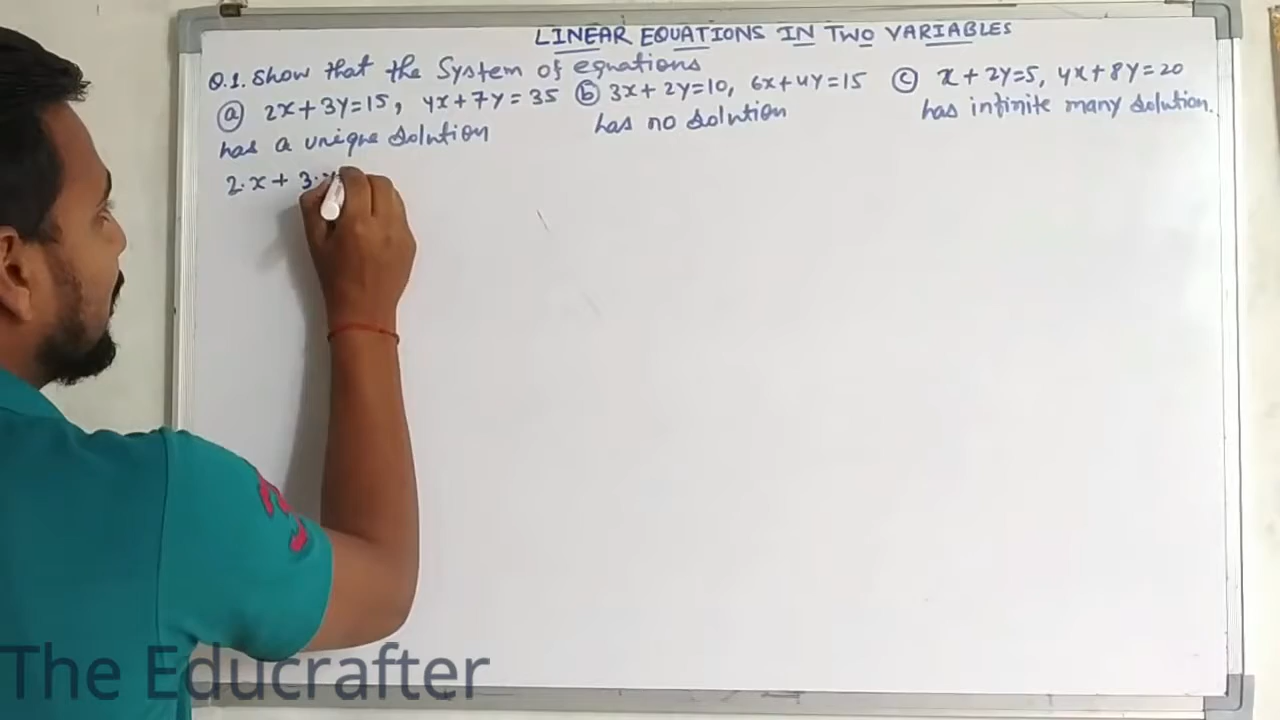 LINEAR EQUATIONS IN TWO VARIABLES
Q.1. Show that the System of equations
(a) 2x + 3y = 15, 4x + 7y = 35 (b) 3x + 2y = 10, 6x + 4y = 15 (c) x + 2y = 5, 4x + 8y = 20
has a unique solution has no solution has infinite many solution.
2.x + 3.y
The Educrafter